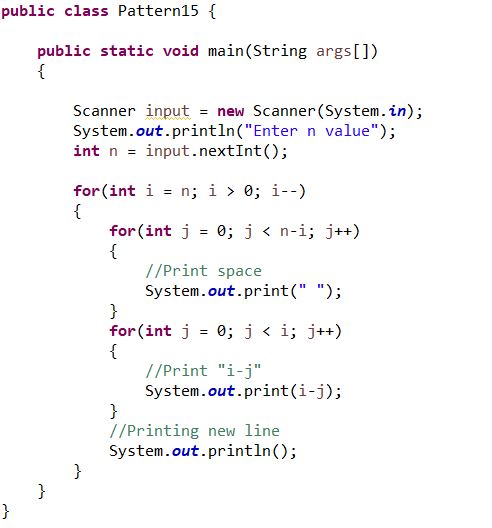 public class Pattern15 {
public static void main(String args[])
{
Scanner input = new Scanner(System.in);
System.out.println("Enter n value");
int n = input.nextInt();
for(int i = n; i > 0; i--)
{
for(int j = 0; j < n-i; j++)
{
//Print space
System.out.print(" ");
}
for(int j = 0; j < i; j++)
{
//Print "i-j"
System.out.print(i-j);
}
//Printing new line
System.out.println();
}
}
}